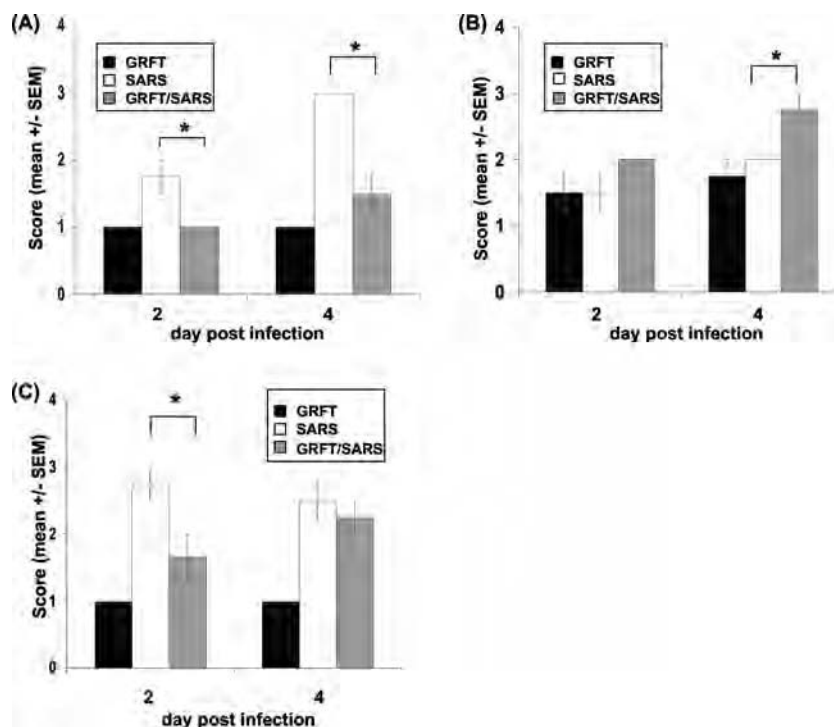 (A)
4
3
2
1
0
Score (mean +/- SEM)
GRFT
SARS
GRFT/SARS
*
*
2
4
day post infection
(B)
4
3
2
1
0
Score (mean +/- SEM)
GRFT
SARS
GRFT/SARS
*
2
4
day post infection
(C)
4
3
2
1
0
Score (mean +/- SEM)
GRFT
SARS
GRFT/SARS
*
2
4
day post infection